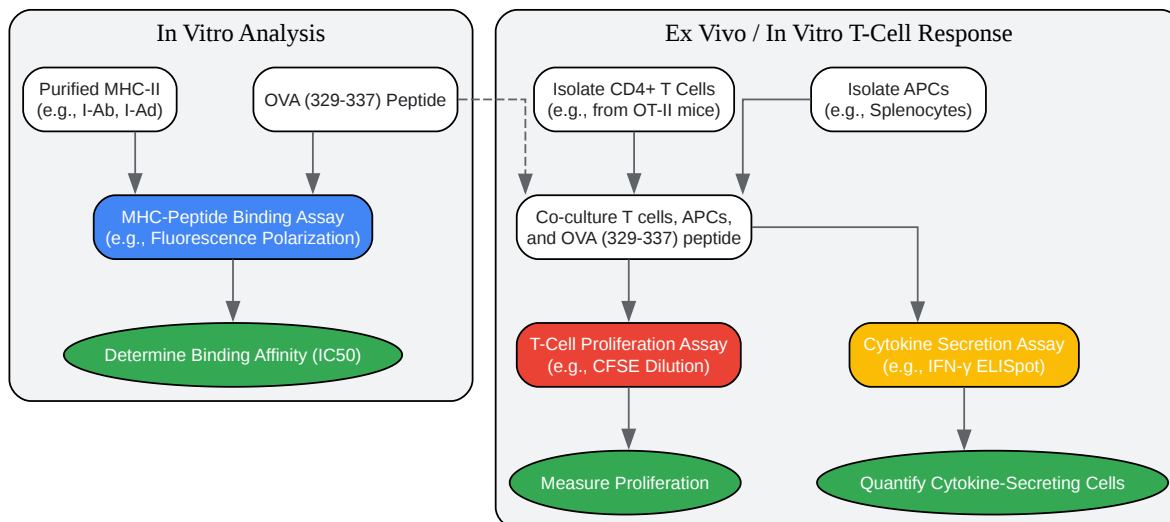 In Vitro Analysis
Purified MHC-II
(e.g., I-Ab, I-Ad)
OVA (329-337) Peptide
MHC-Peptide Binding Assay
(e.g., Fluorescence Polarization)
Determine Binding Affinity (IC50)
Ex Vivo / In Vitro T-Cell Response
Isolate CD4+ T Cells
(e.g., from OT-II mice)
Isolate APCs
(e.g., Splenocytes)
Co-culture T cells, APCs,
and OVA (329-337) peptide
T-Cell Proliferation Assay
(e.g., CFSE Dilution)
Cytokine Secretion Assay
(e.g., IFN-γ ELISpot)
Measure Proliferation
Quantify Cytokine-Secreting Cells